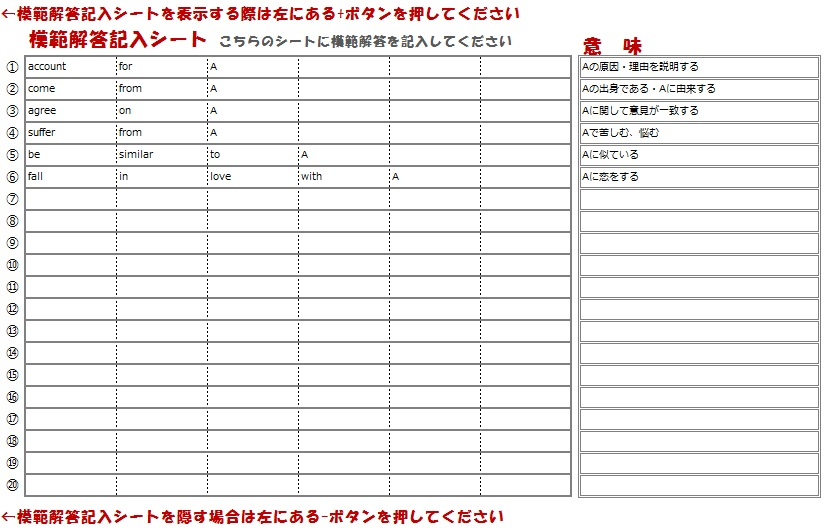 ←模範解答記入シートを表示する際は左にある+ボタンを押してください
模範解答記入シート こちらのシートに模範解答を記入してください 意 味
① account for A Aの原因・理由を説明する
② come from A Aの出身である・Aに由来する
③ agree on A Aに関して意見が一致する
④ suffer from A Aで苦しむ、悩む
⑤ be similar to A Aに似ている
⑥ fall in love with A Aに恋をする
⑦
⑧
⑨
⑩
⑪
⑫
⑬
⑭
⑮
⑯
⑰
⑱
⑲
⑳
←模範解答記入シートを隠す場合は左にある-ボタンを押してください